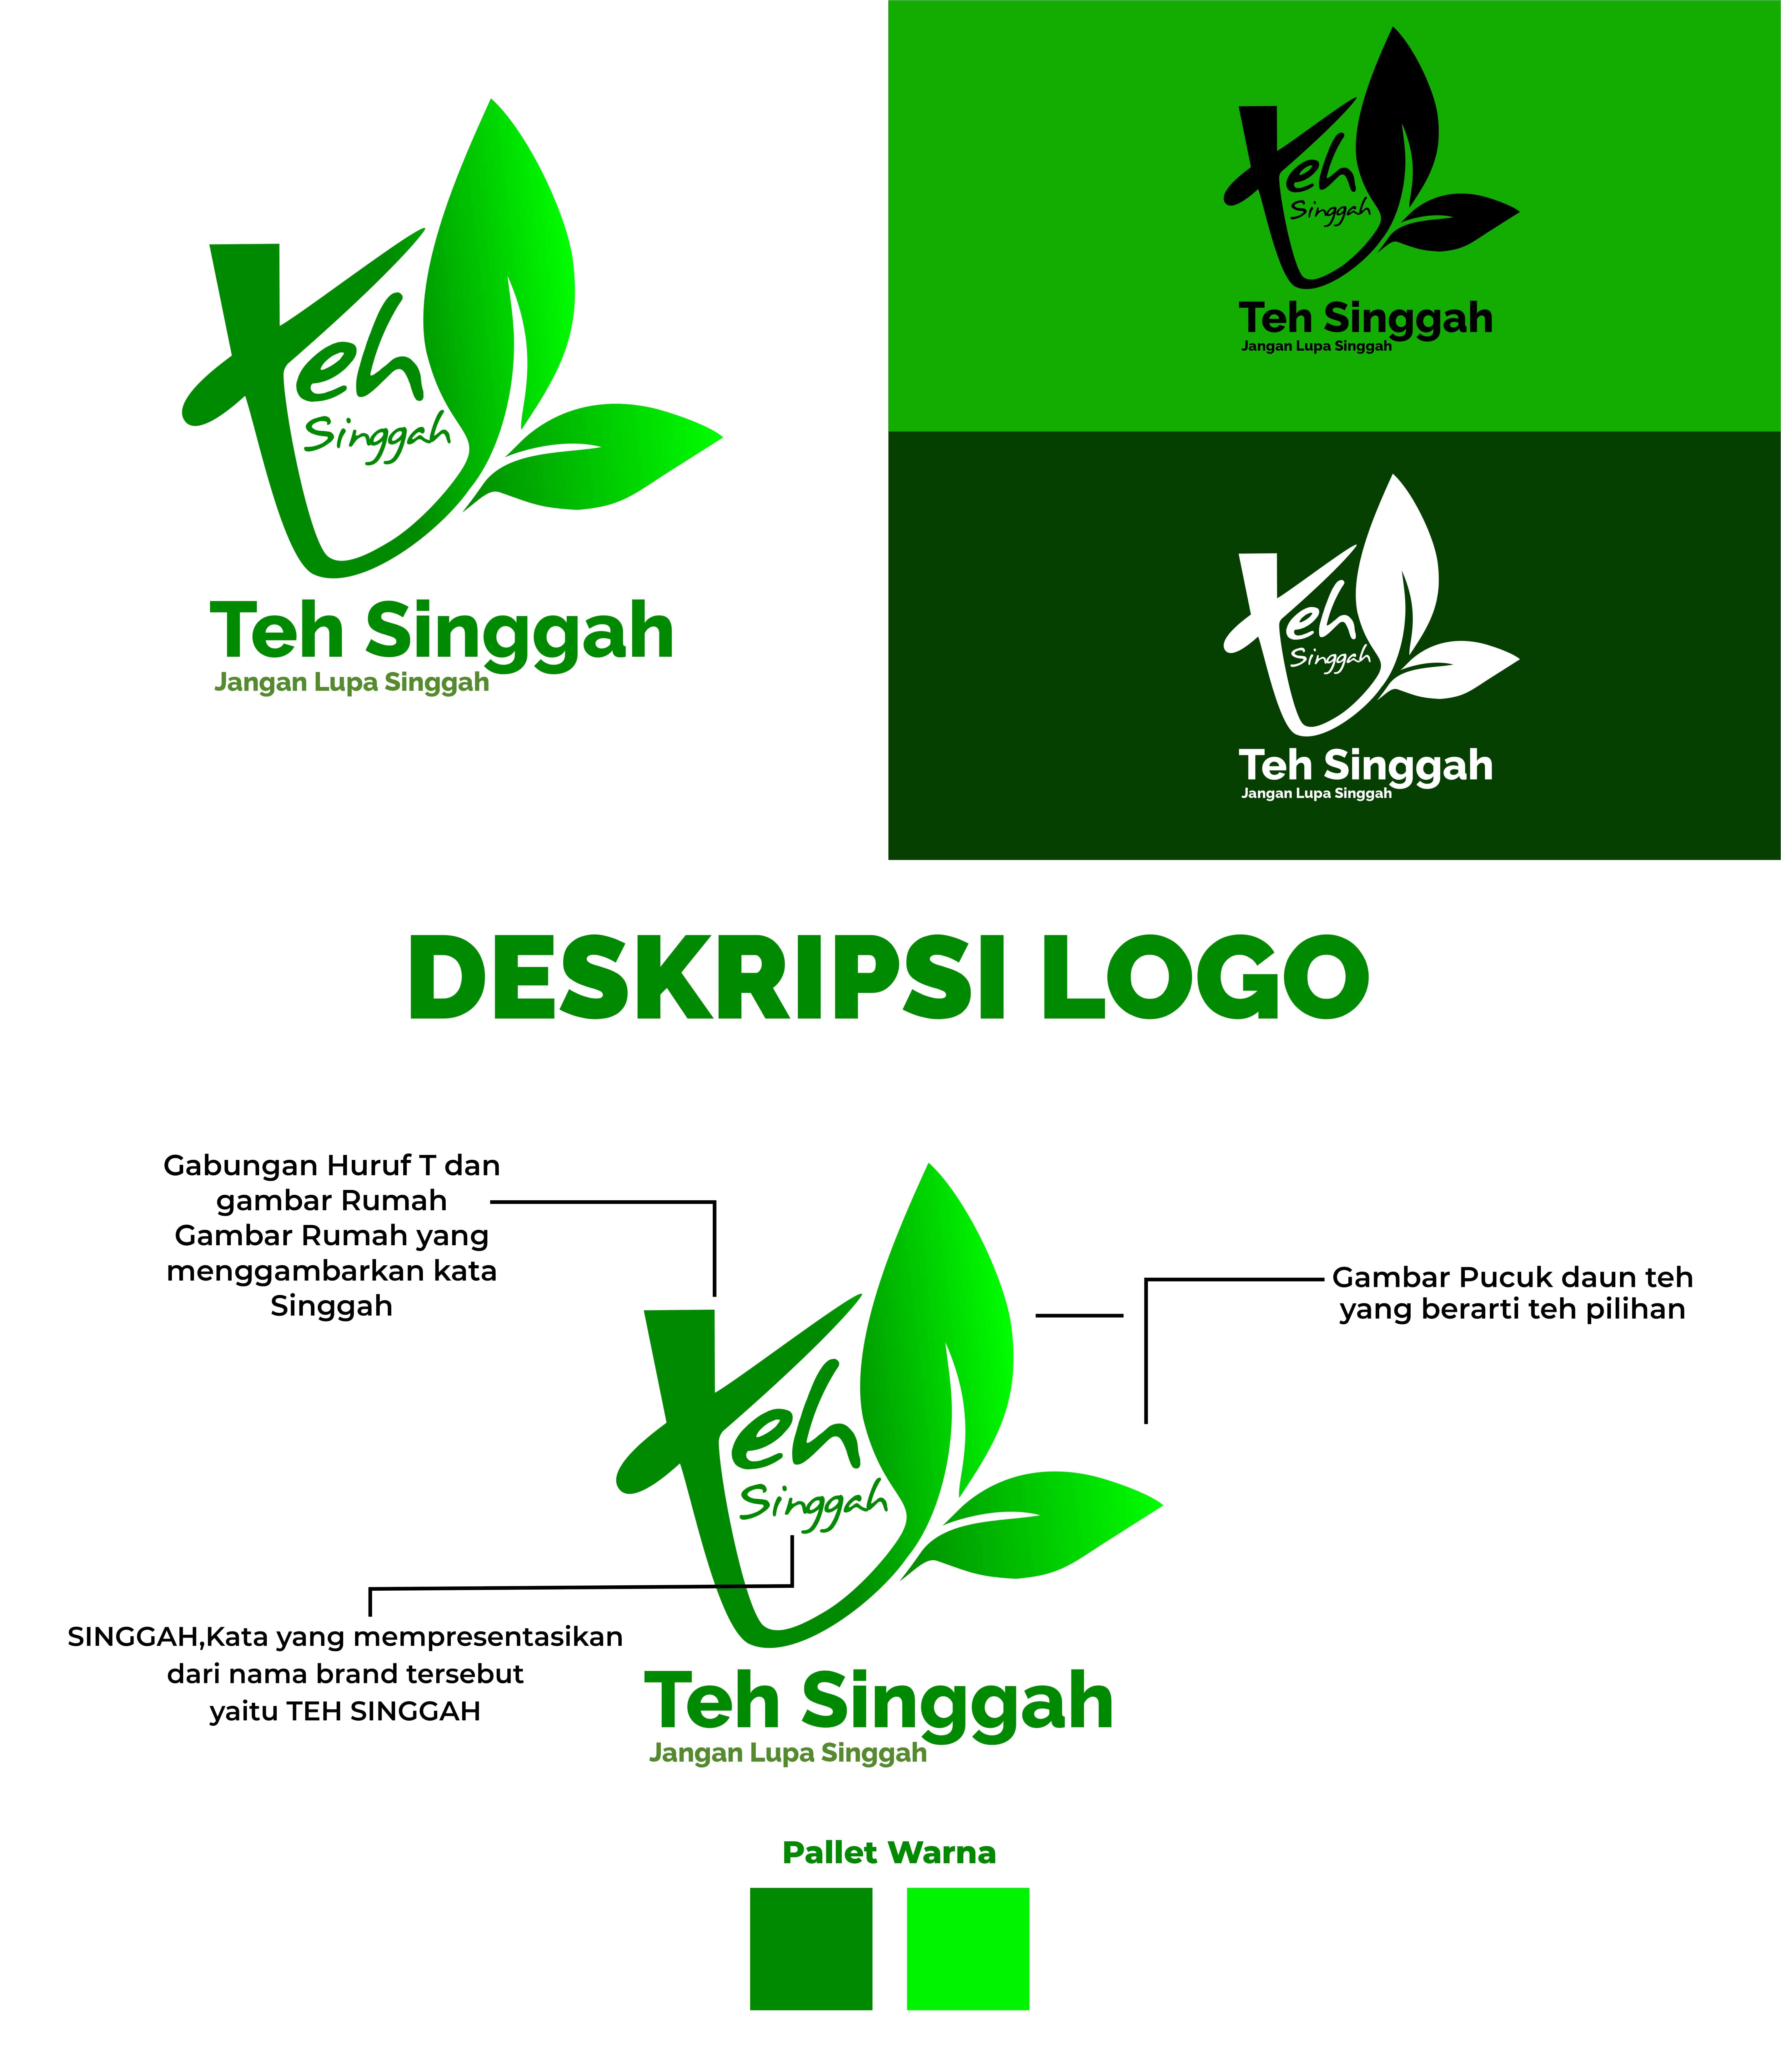 teh
Singgah
Teh Singgah
Jangan Lupa Singgah
teh
Singgah
Teh Singgah
Jangan Lupa Singgah
teh
Singgah
Teh Singgah
Jangan Lupa Singgah
DESKRIPSI LOGO
Gabungan Huruf T dan
gambar Rumah
Gambar Rumah yang
menggambarkan kata
Singgah
Gambar Pucuk daun teh
yang berarti teh pilihan
teh
Singgah
SINGGAH,Kata yang mempresentasikan
dari nama brand tersebut
yaitu TEH SINGGAH
Teh Singgah
Jangan Lupa Singgah
Pallet Warna